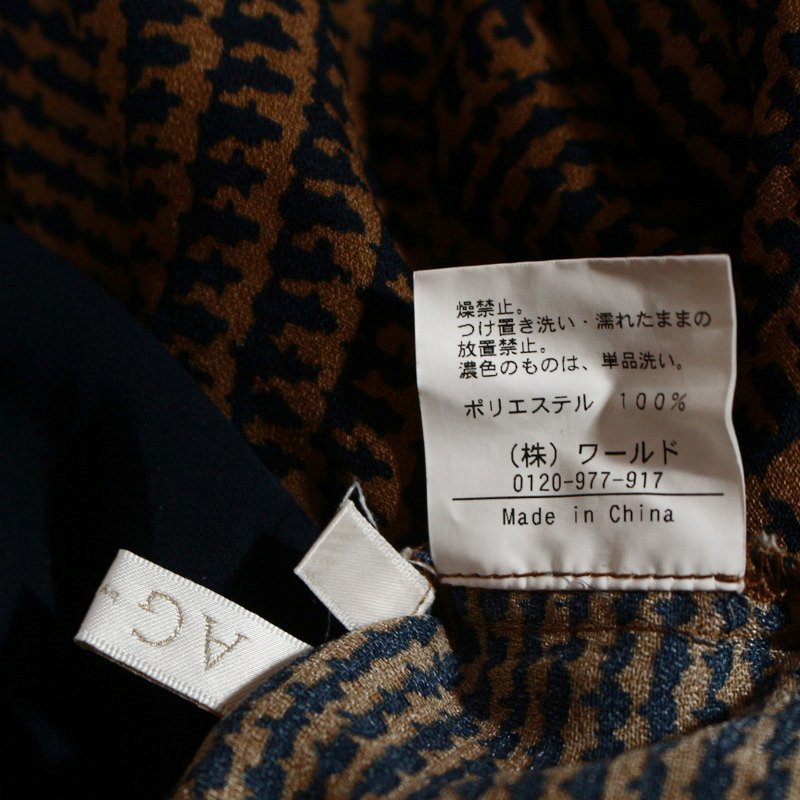 燥禁止。
つけ置き洗い・濡れたままの
放置禁止。
濃色のものは、単品洗い。
ポリエステル 100%
（株）ワールド
0120-977-917
Made in China
AG by